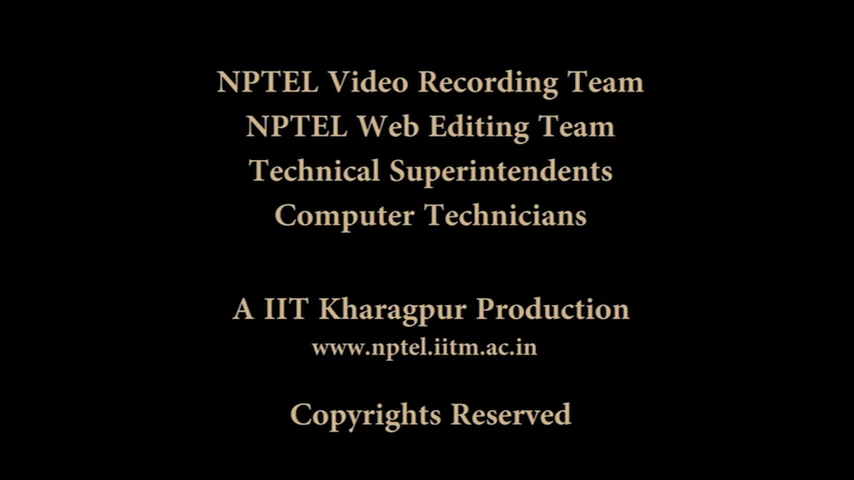 NPTEL Video Recording Team
NPTEL Web Editing Team
Technical Superintendents
Computer Technicians
A IIT Kharagpur Production
www.nptel.iitm.ac.in
Copyrights Reserved